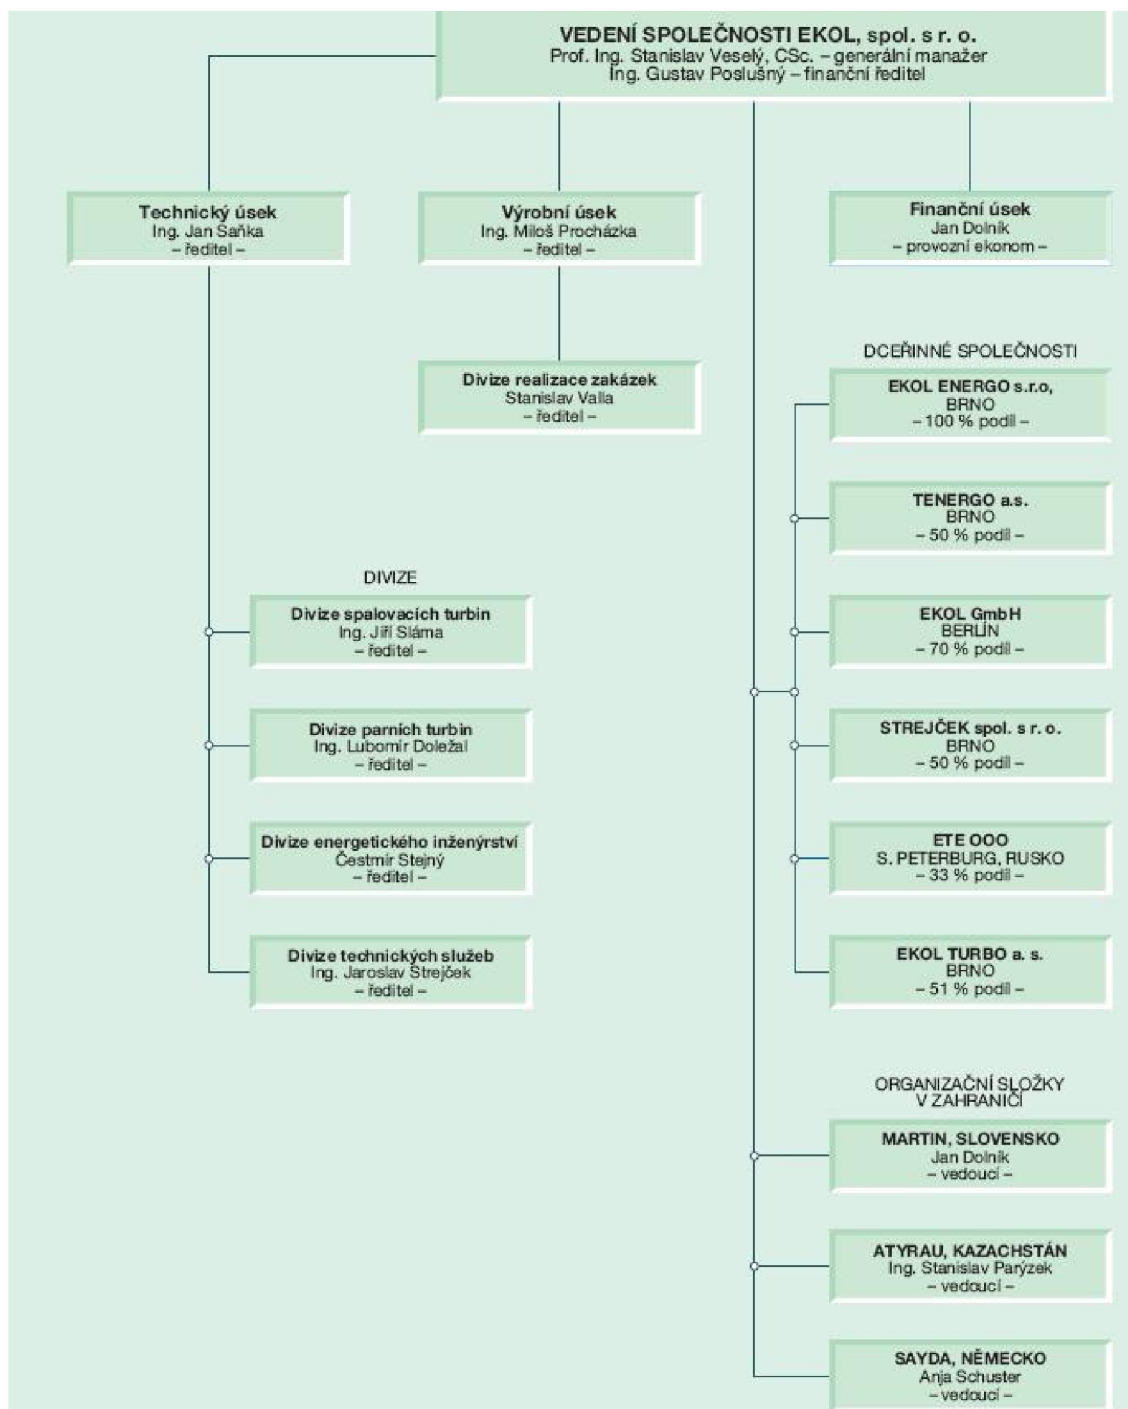 VEDENÍ SPOLEČNOSTI EKOL, spol. s r. o.
Prof. Ing. Stanislav Veselý, CSc. – generální manažer
Ing. Gustav Poslušný – finanční ředitel
Technický úsek
Ing. Jan Saňka
– ředitel –
Výrobní úsek
Ing. Miloš Procházka
– ředitel –
Finanční úsek
Jan Dolník
– provozní ekonom –
Divize realizace zakázek
Stanislav Valla
– ředitel –
DIVIZE
Divize spalovacích turbin
Ing. Jiří Sláma
– ředitel –
Divize parních turbin
Ing. Lubomír Doležal
– ředitel –
Divize energetického inženýrství
Čestmír Stejný
– ředitel –
Divize technických služeb
Ing. Jaroslav Strejček
– ředitel –
DCEŘINNÉ SPOLEČNOSTI
EKOL ENERGO s.r.o,
BRNO
– 100 % podíl –
TENERGO a.s.
BRNO
– 50 % podíl –
EKOL GmbH
BERLÍN
– 70 % podíl –
STREJČEK spol. s r. o.
BRNO
– 50 % podíl –
ETE OOO
S. PETERBURG, RUSKO
– 33 % podíl –
EKOL TURBO a. s.
BRNO
– 51 % podíl –
ORGANIZAČNÍ SLOŽKY
V ZAHRANIČÍ
MARTIN, SLOVENSKO
Jan Dolník
– vedoucí –
ATYRAU, KAZACHSTÁN
Ing. Stanislav Parýzek
– vedoucí –
SAYDA, NĚMECKO
Anja Schuster
– vedoucí –